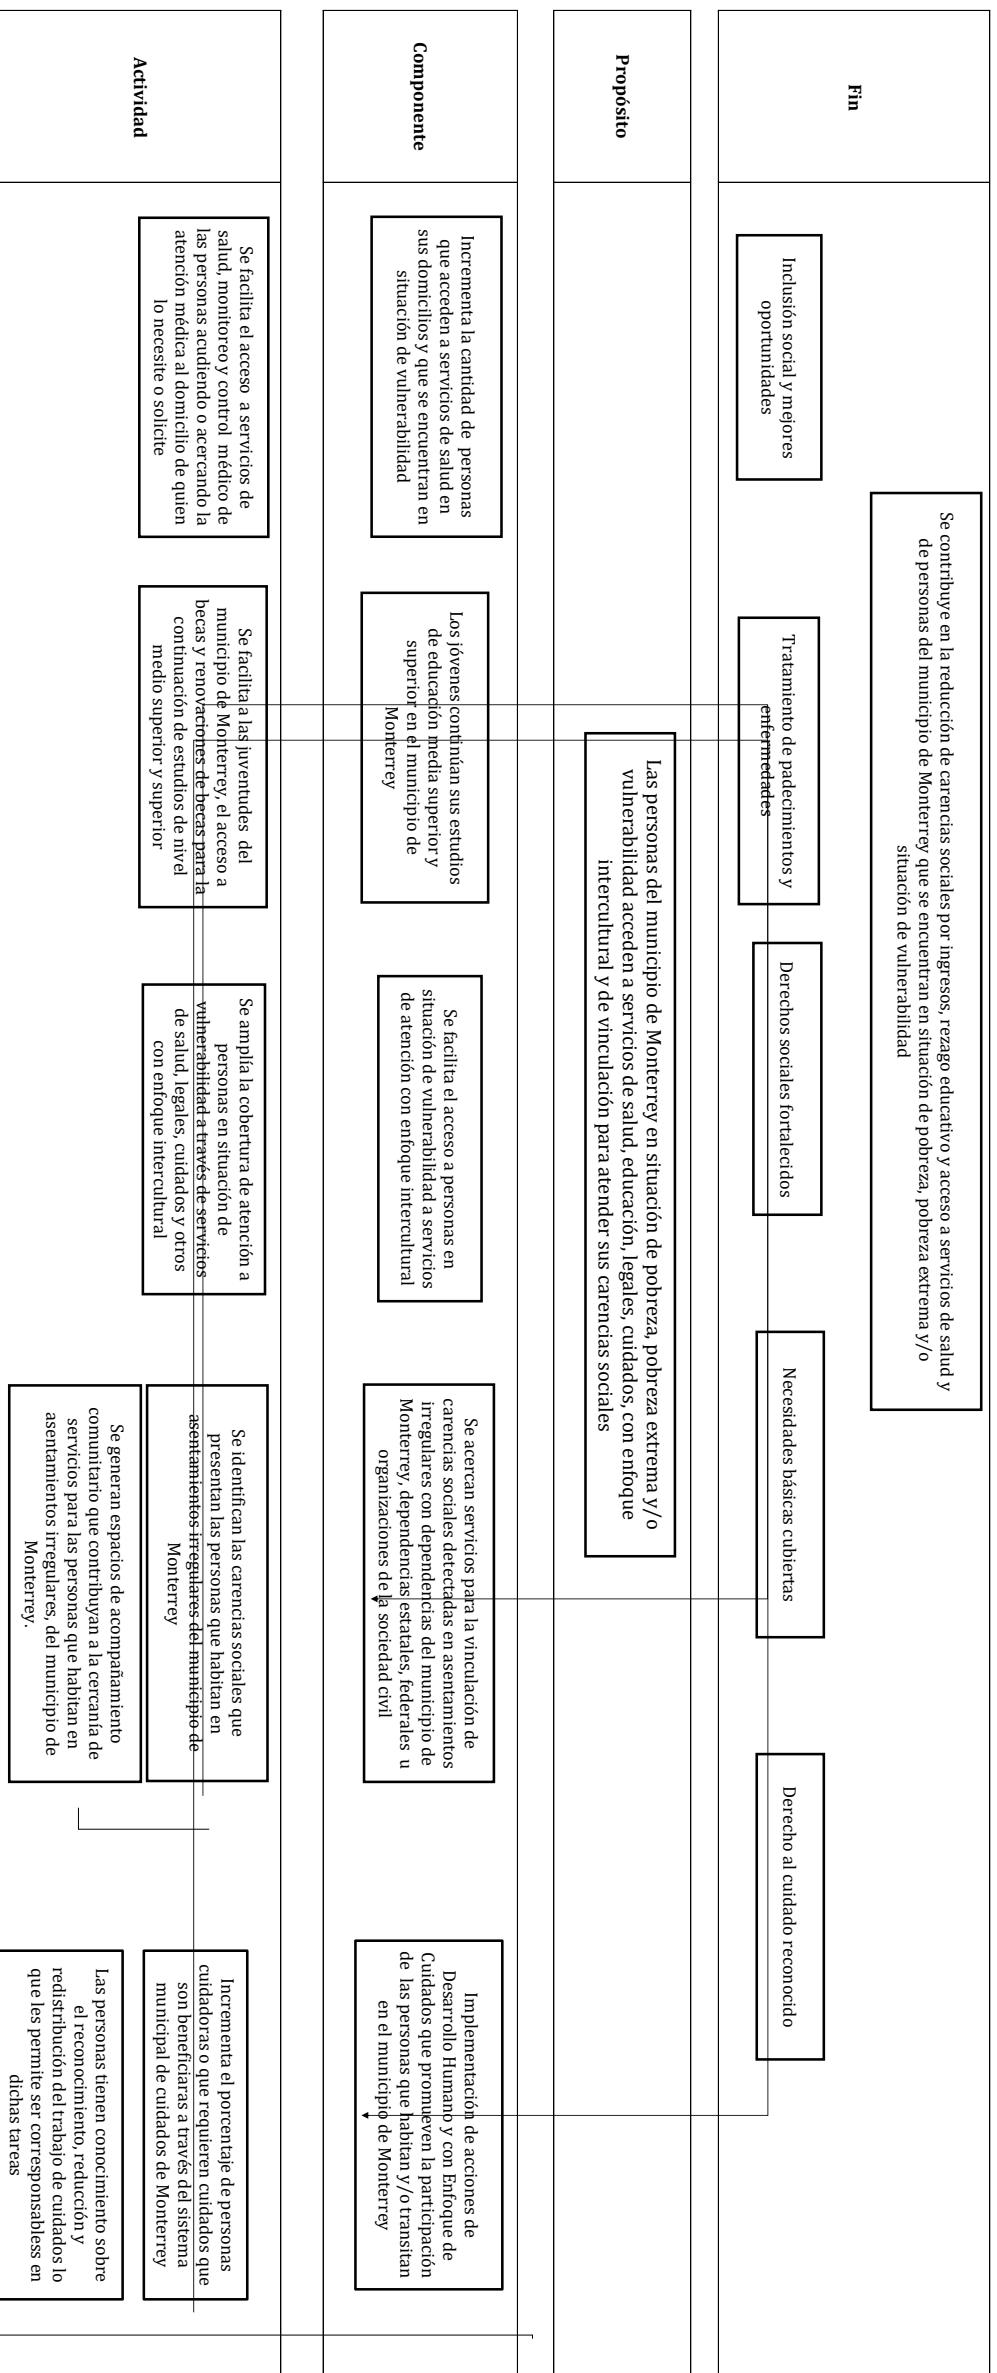 Fin
Se contribuye en la reducción de carencias sociales por ingresos, rezago educativo y acceso a servicios de salud y
de personas del municipio de Monterrey que se encuentran en situación de pobreza, pobreza extrema y/o
situación de vulnerabilidad
Inclusión social y mejores
oportunidades
Tratamiento de padecimientos y
enfermedades
Derechos sociales fortalecidos
Necesidades básicas cubiertas
Derecho al cuidado reconocido
Propósito
Las personas del municipio de Monterrey en situación de pobreza, pobreza extrema y/o
vulnerabilidad acceden a servicios de salud, educación, legales, cuidados, con enfoque
intercultural y de vinculación para atender sus carencias sociales
Componente
Incrementa la cantidad de personas
que acceden a servicios de salud en
sus domicilios y que se encuentran en
situación de vulnerabilidad
Los jóvenes continúan sus estudios
de educación media superior y
superior en el municipio de
Monterrey
Se facilita el acceso a personas en
situación de vulnerabilidad a servicios
de atención con enfoque intercultural
Se acercan servicios para la vinculación de
carencias sociales detectadas en asentamientos
irregulares con dependencias del municipio de
Monterrey, dependencias estatales, federales u
organizaciones de la sociedad civil
Implementación de acciones de
Desarrollo Humano y con Enfoque de
Cuidados que promueven la participación
de las personas que habitan y/o transitan
en el municipio de Monterrey
Actividad
Se facilita el acceso a servicios de
salud, monitoreo y control médico de
las personas acudiendo o acercando la
atención médica al domicilio de quien
lo necesite o solicite
Se facilita a las juventudes del
municipio de Monterrey, el acceso a
becas y renovaciones de becas para la
continuación de estudios de nivel
medio superior y superior
Se amplía la cobertura de atención a
personas en situación de
vulnerabilidad a través de servicios
de salud, legales, cuidados y otros
con enfoque intercultural
Se identifican las carencias sociales que
presentan las personas que habitan en
asentamientos irregulares del municipio de
Monterrey
Se generan espacios de acompañamiento
comunitario que contribuyan a la cercanía de
servicios para las personas que habitan en
asentamientos irregulares, del municipio de
Monterrey.
Incrementa el porcentaje de personas
cuidadoras o que requieren cuidados que
son beneficiaras a través del sistema
municipal de cuidados de Monterrey
Las personas tienen conocimiento sobre
el reconocimiento, reducción y
redistribución del trabajo de cuidados lo
que les permite ser corresponsabless en
dichas tareas